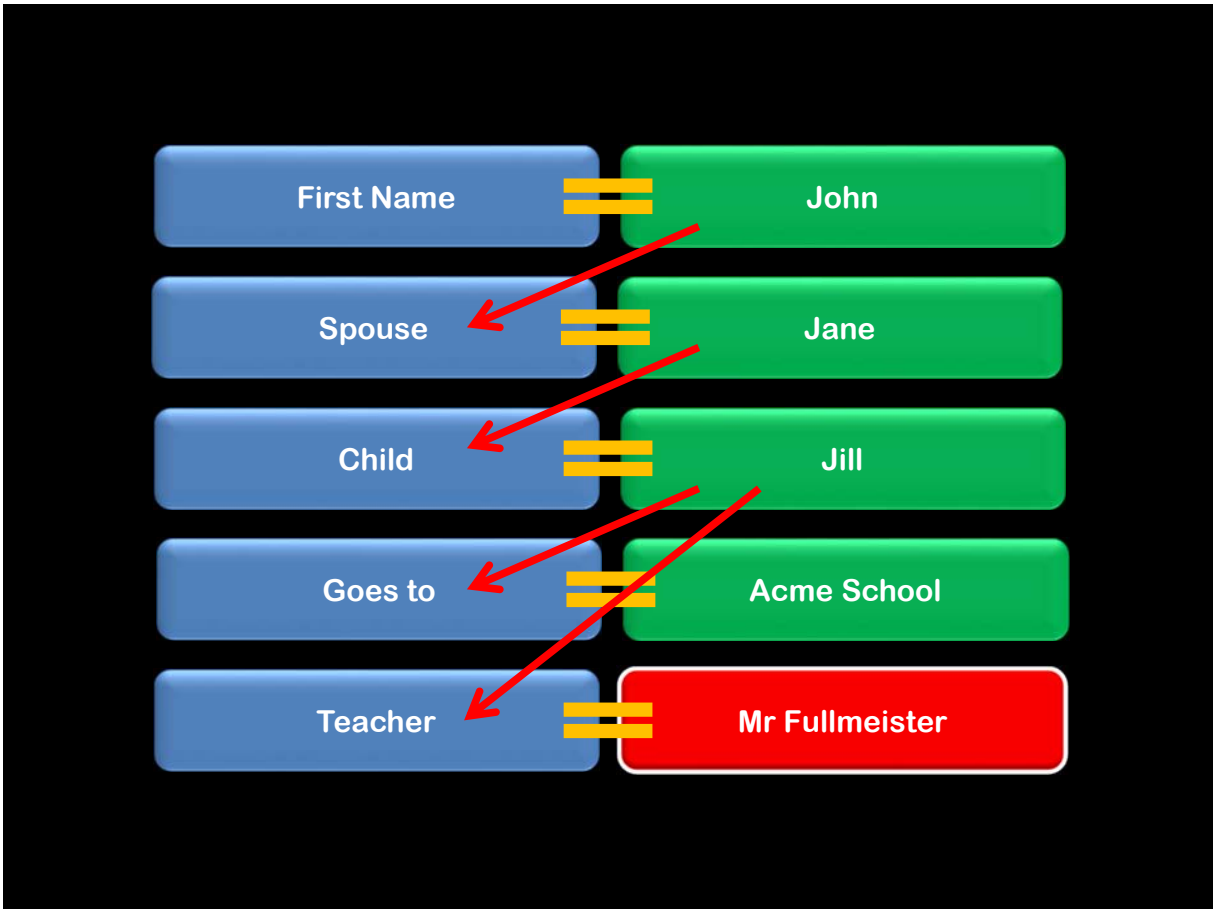 First Name = John
Spouse = Jane
Child = Jill
Goes to = Acme School
Teacher = Mr Fullmeister